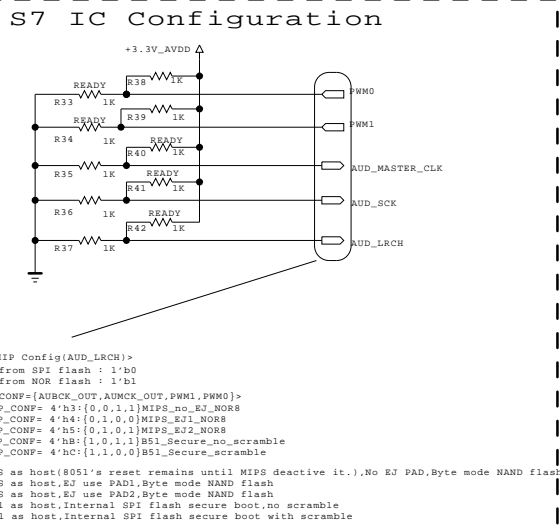 S7 IC Configuration
+3.3V_AVDD
R38
1K
READY
R33
1K
PWM0
R39
1K
READY
R34
1K
PWM1
READY
R40
1K
R35
1K
AUD_MASTER_CLK
READY
R41
1K
R36
1K
AUD_SCK
READY
R42
1K
R37
1K
AUD_LRCH
IP Config(AUD_LRCH)>
from SPI flash : 1'b0
from NOR flash : 1'b1
CONF={AUBCK_OUT,AUMCK_OUT,PWM1,PWM0}>
P_CONF= 4'h3:{0,0,1,1}MIPS_no_EJ_NOR8
P_CONF= 4'h4:{0,1,0,0}MIPS_EJ1_NOR8
P_CONF= 4'h5:{0,1,0,1}MIPS_EJ2_NOR8
P_CONF= 4'hB:{1,0,1,1}B51_Secure_no_scramble
P_CONF= 4'hC:{1,1,0,0}B51_Secure_scramble
S as host(8051's reset remains until MIPS deactive it.),No EJ PAD,Byte mode NAND flash
S as host,EJ use PAD1,Byte mode NAND flash
S as host,EJ use PAD2,Byte mode NAND flash
1 as host,Internal SPI flash secure boot,no scramble
1 as host,Internal SPI flash secure boot with scramble